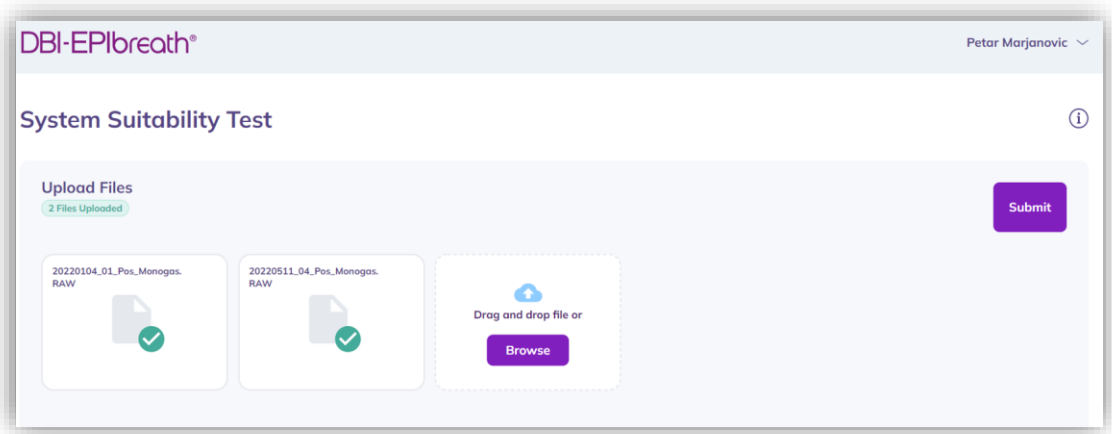 DBI-EPIbreath®
Petar Marjanovic
System Suitability Test
i
Upload Files
2 Files Uploaded
Submit
20220104_01_Pos_Monogas.
RAW
20220511_04_Pos_Monogas.
RAW
Drag and drop file or
Browse